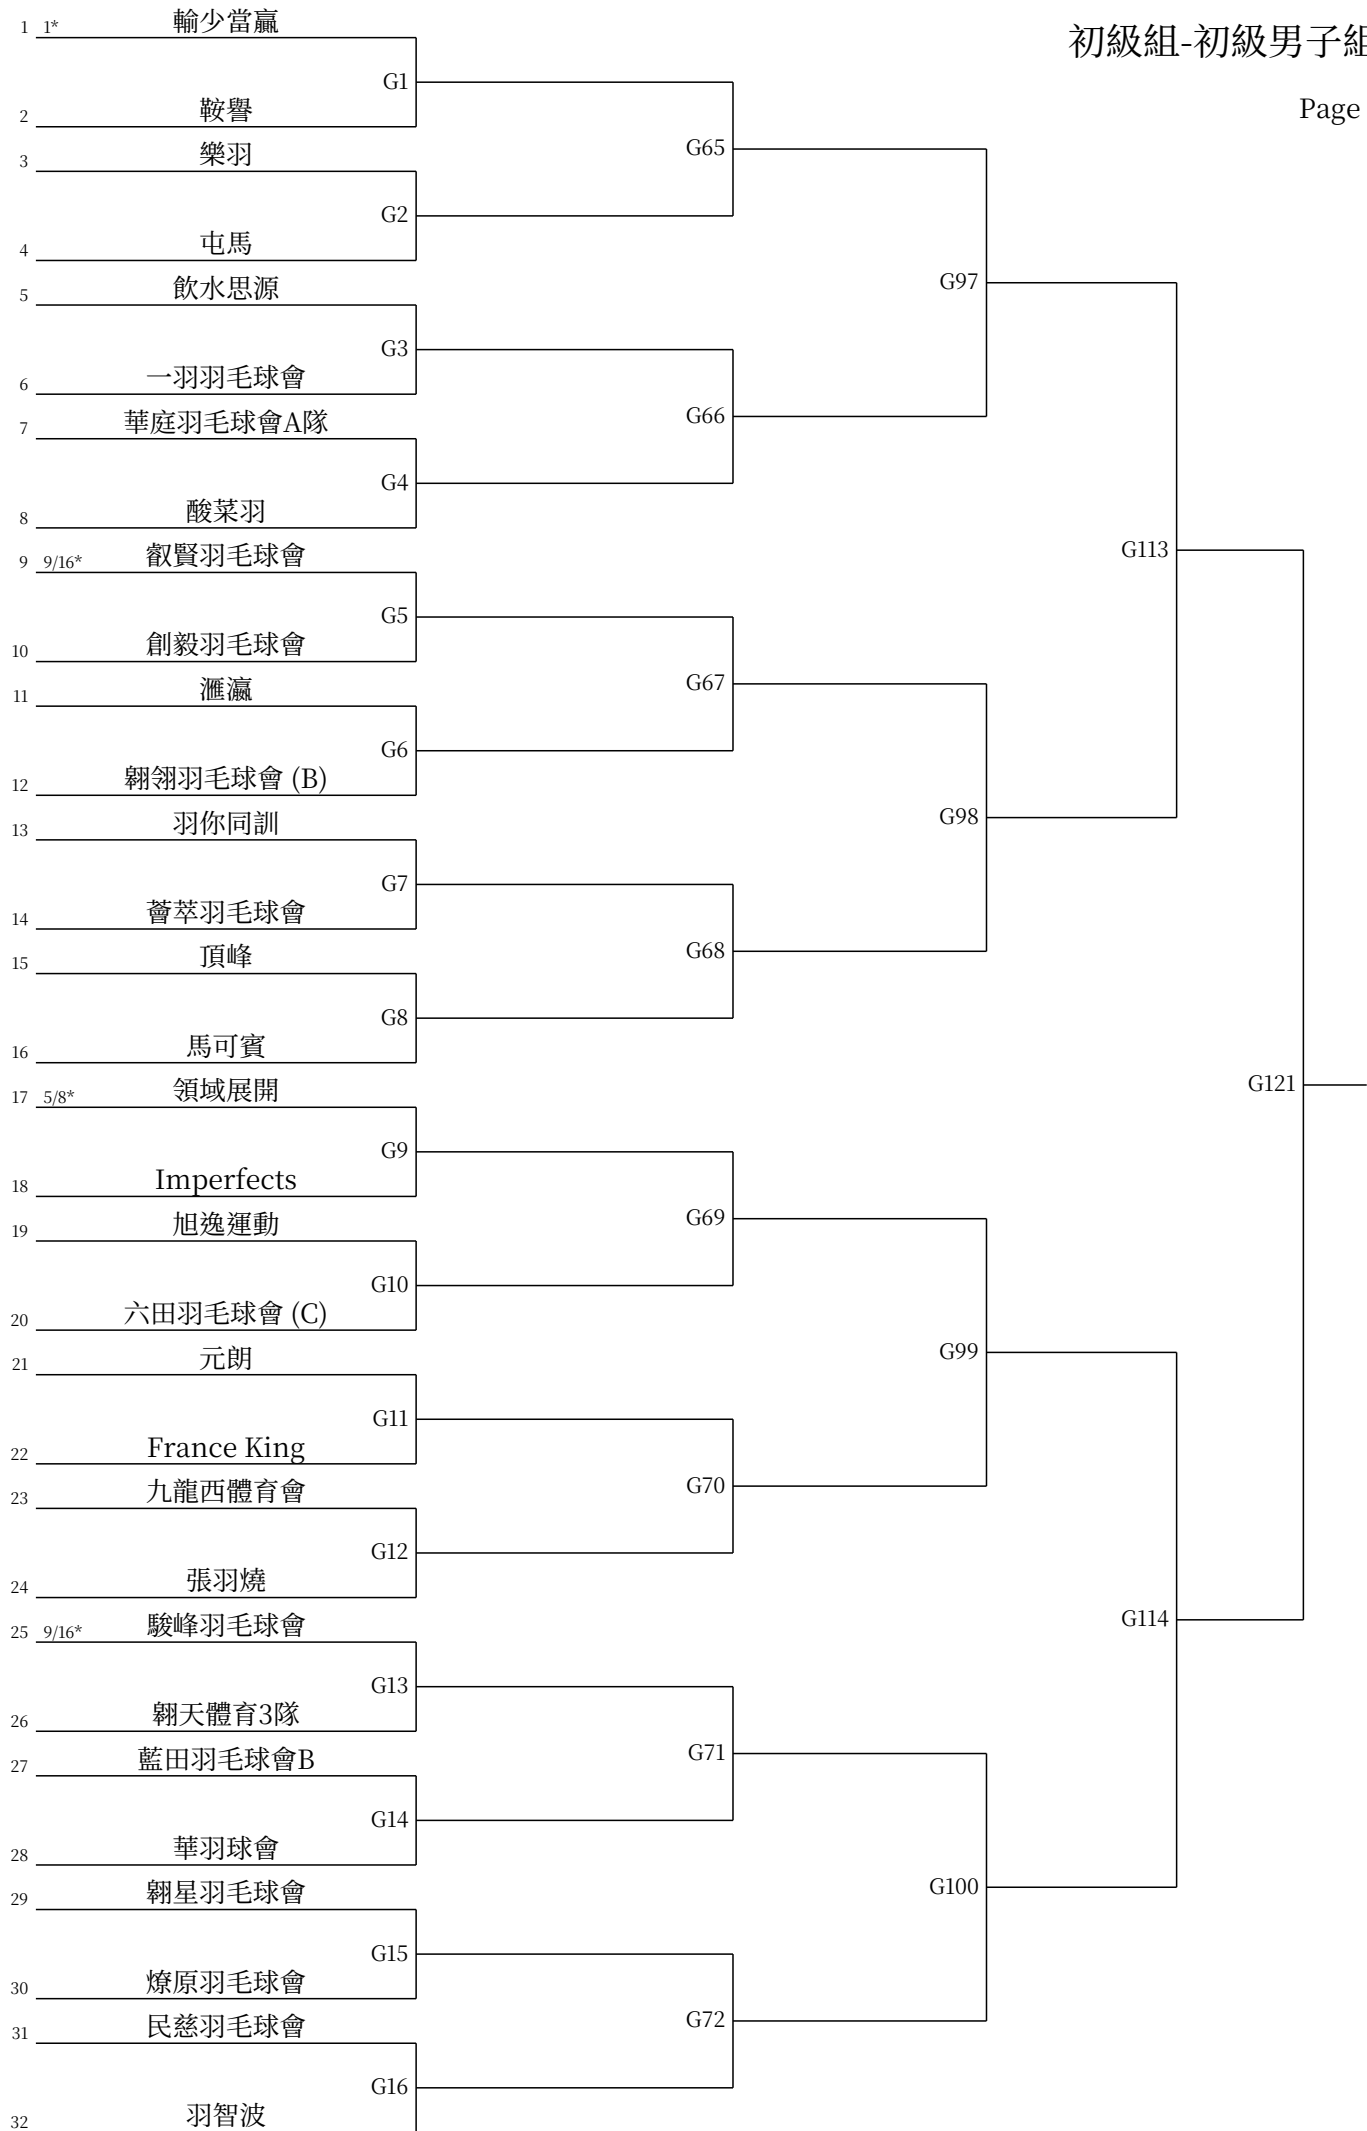 初級組-初級男子組
Page
1 1* 輸少當贏
G1
2 鞍譽
3 樂羽
G2
4 屯馬
5 飲水思源
G3
6 一羽羽毛球會
7 華庭羽毛球會A隊
G4
8 酸菜羽
9 9/16* 叡賢羽毛球會
G5
10 創毅羽毛球會
11 滙瀛
G6
12 翱翎羽毛球會 (B)
13 羽你同訓
G7
14 薈萃羽毛球會
15 頂峰
G8
16 馬可賓
17 5/8* 領域展開
G9
18 Imperfects
19 旭逸運動
G10
20 六田羽毛球會 (C)
21 元朗
G11
22 France King
23 九龍西體育會
G12
24 張羽燒
25 9/16* 駿峰羽毛球會
G13
26 翱天體育3隊
27 藍田羽毛球會B
G14
28 華羽球會
29 翱星羽毛球會
G15
30 燎原羽毛球會
31 民慈羽毛球會
G16
32 羽智波
G65
G66
G67
G68
G69
G70
G71
G72
G97
G98
G99
G100
G113
G114
G121